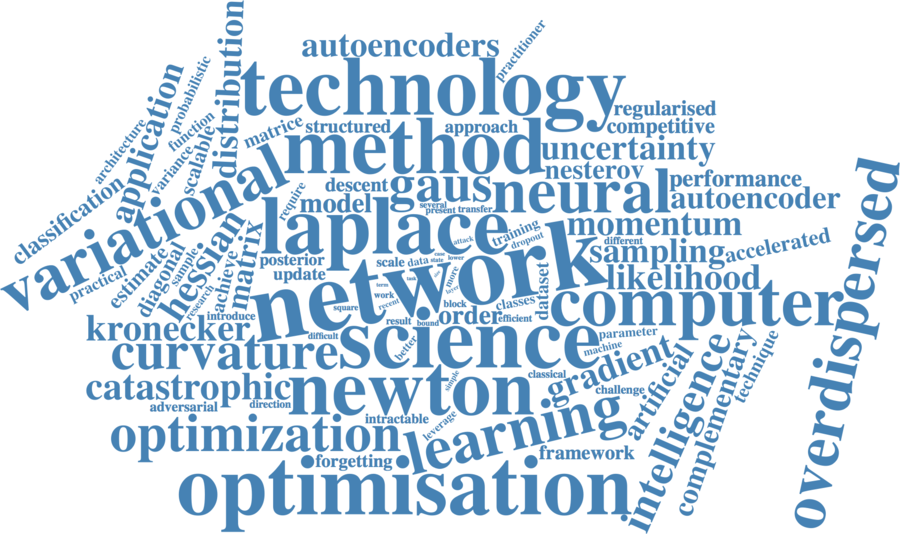 autoencoders
practitioner
technology
distribution
probabilistic
application
architecture
function
variance
scalable
matrice
structured
approach
regularised
competitive
method
uncertainty
nesterov
classification
variational
descent
gaus
neural
performance
autoencoder
model
several
present
transfer
require
laplace
momentum
training
dropout
different
sampling
accelerated
overdispersed
practical
estimate
diagonal
sample
hessian
research
achieve
matrix
posterior
update
scale
data
attack
case
state
lower
task
term
work
recent
more
layer
network
likelihood
dataset
computer
introduce
square
block
classes
order
efficient
result
bound
kronecker
difficult
curvature
science
better
parameter
machine
gradient
catastrophic
newton
simple
classical
challenge
artificial
intelligence
complementary
technique
adversarial
direction
intractable
leverage
learning
optimization
forgetting
framework
optimisation